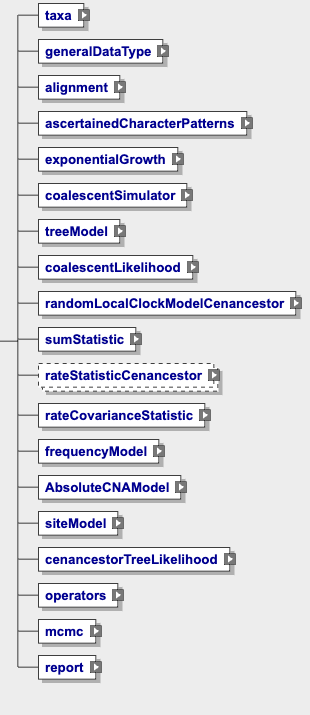 taxa
generalDataType
alignment
ascertainedCharacterPatterns
exponentialGrowth
coalescentSimulator
treeModel
coalescentLikelihood
randomLocalClockModelCenancestor
sumStatistic
rateStatisticCenancestor
rateCovarianceStatistic
frequencyModel
AbsoluteCNAModel
siteModel
cenancestorTreeLikelihood
operators
mcmc
report